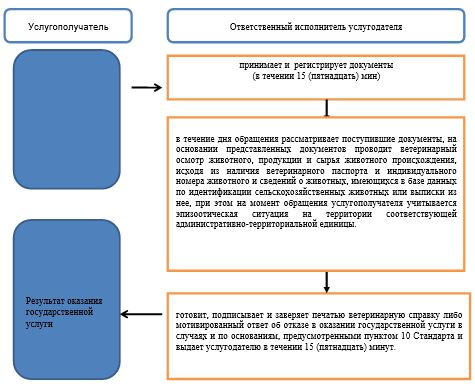 Услугополучатель
Ответственный исполнитель услугодателя
принимает и регистрирует документы
(в течении 15 (пятнадцать) мин)
в течение дня обращения рассматривает поступившие документы, на
основании представленных документов проводит ветеринарный
осмотр животного, продукции и сырья животного происхождения,
исходя из наличия ветеринарного паспорта и индивидуального
номера животного и сведений о животных, имеющихся в базе данных
по идентификации сельскохозяйственных животных или выписки из
нее, при этом на момент обращения услугополучателя учитывается
эпизоотическая ситуация на территории соответствующей
административно-территориальной единицы.
Результат оказания
государственной
услуги
готовит, подписывает и заверяет печатью ветеринарную справку либо
мотивированный ответ об отказе в оказании государственной услуги в
случаях и по основаниям, предусмотренными пунктом 10 Стандарта и
выдает услугодателю в течении 15 (пятнадцать) минут.